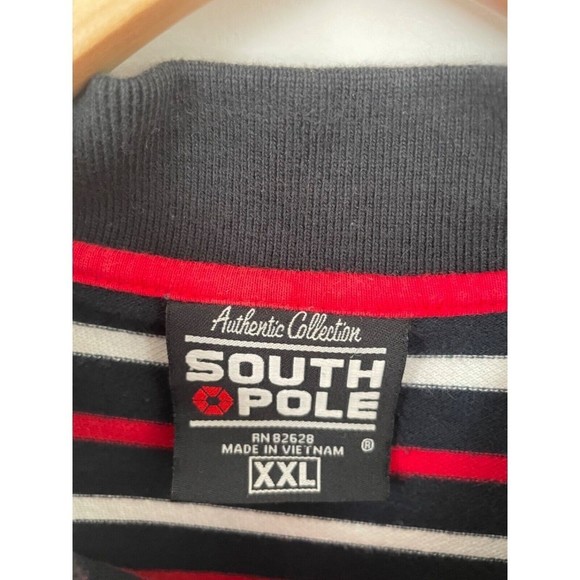 Authentic Collection
SOUTH
POLE
RN 82628
MADE IN VIETNAM ®
XXL